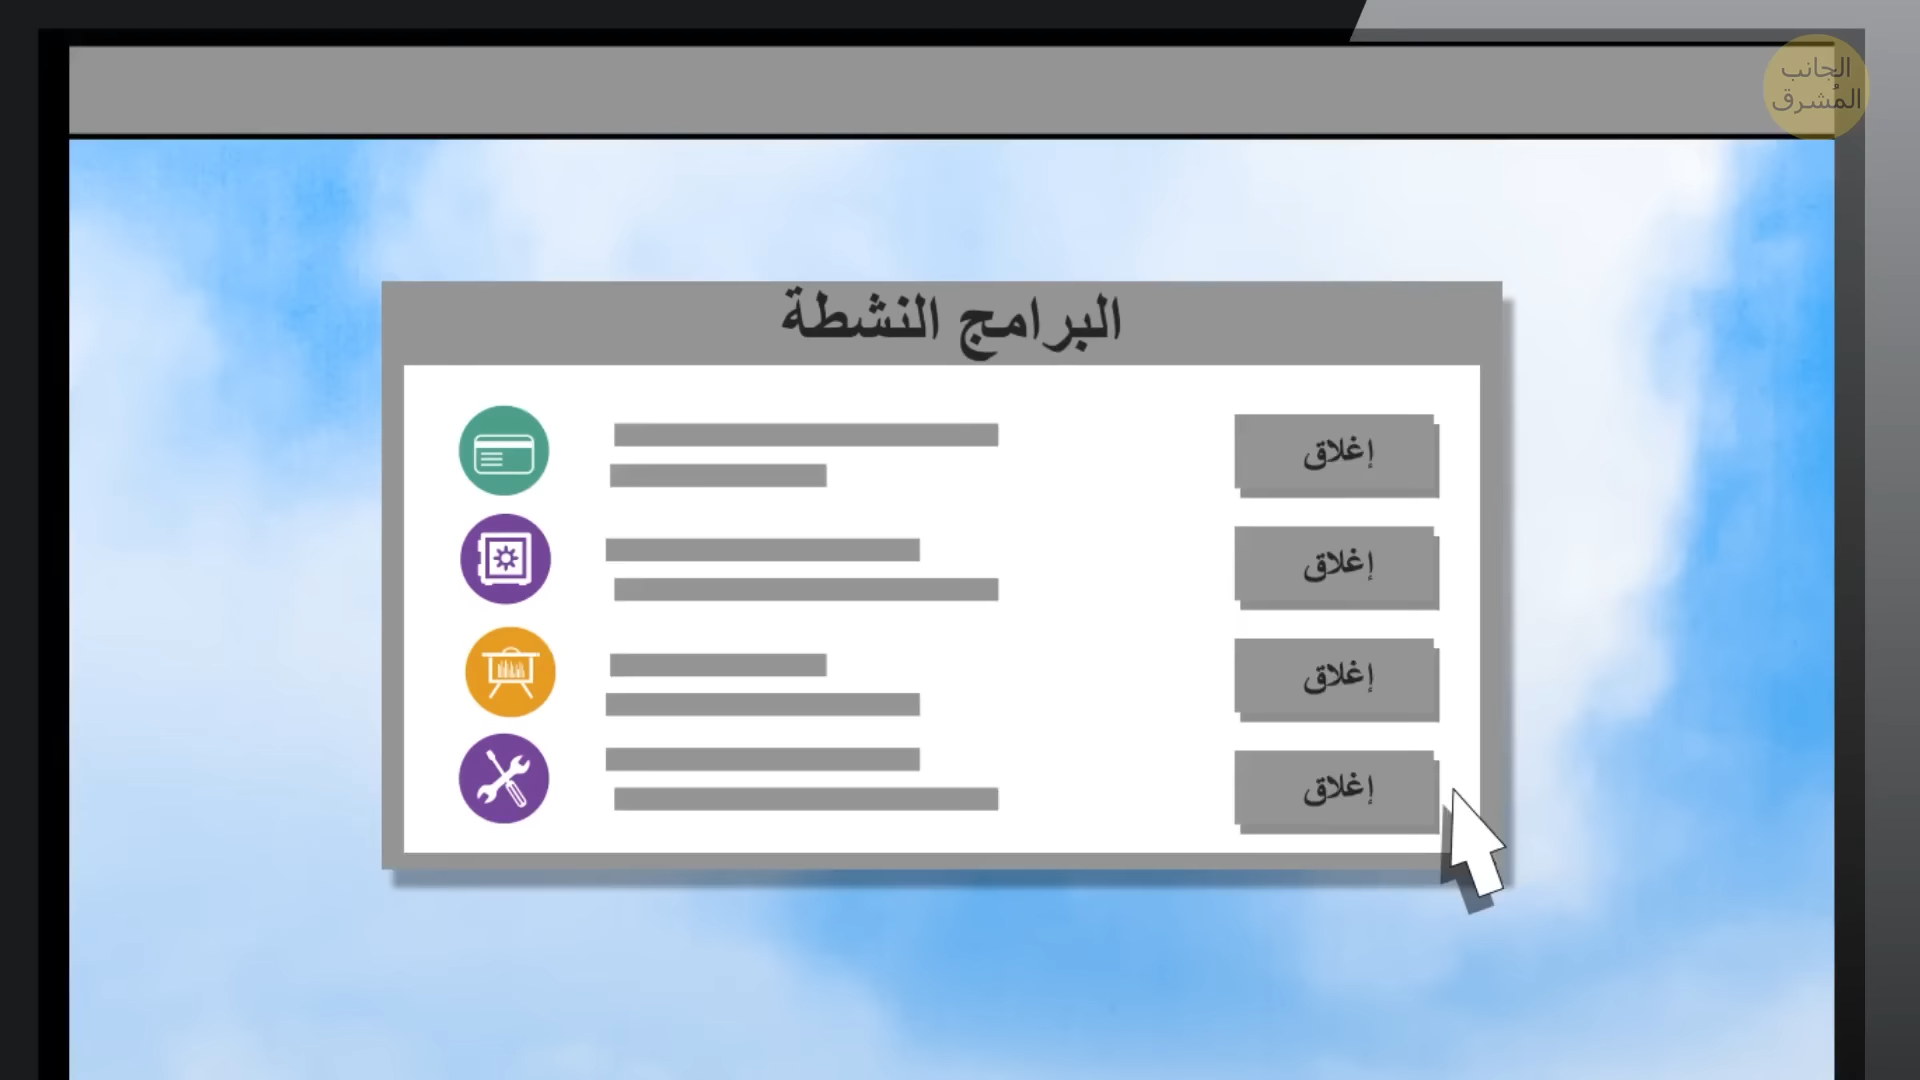 الجانب
المُشرق
البرامج النشطة
إغلاق
إغلاق
إغلاق
إغلاق